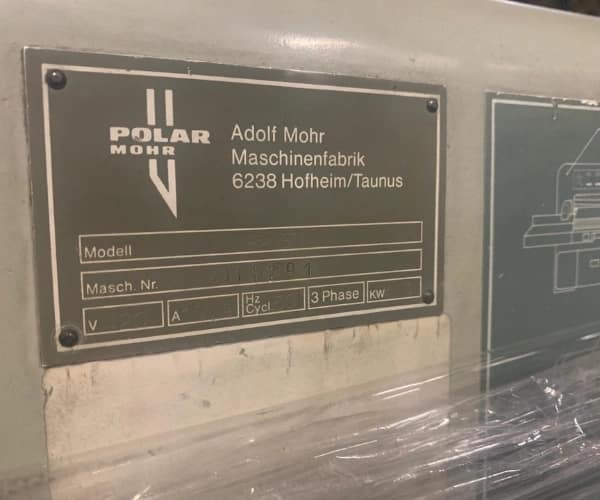 POLAR
MOHR
Adolf Mohr
Maschinenfabrik
6238 Hofheim/Taunus
Modell
Masch. Nr.
V
A
Hz
Cycl.
3 Phase
KW